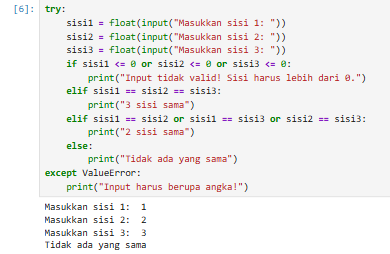 [6]: try:
    sisi1 = float(input("Masukkan sisi 1: "))
    sisi2 = float(input("Masukkan sisi 2: "))
    sisi3 = float(input("Masukkan sisi 3: "))
    if sisi1 <= 0 or sisi2 <= 0 or sisi3 <= 0:
        print("Input tidak valid! Sisi harus lebih dari 0.")
    elif sisi1 == sisi2 == sisi3:
        print("3 sisi sama")
    elif sisi1 == sisi2 or sisi1 == sisi3 or sisi2 == sisi3:
        print("2 sisi sama")
    else:
        print("Tidak ada yang sama")
except ValueError:
    print("Input harus berupa angka!")
Masukkan sisi 1:  1
Masukkan sisi 2:  2
Masukkan sisi 3:  3
Tidak ada yang sama